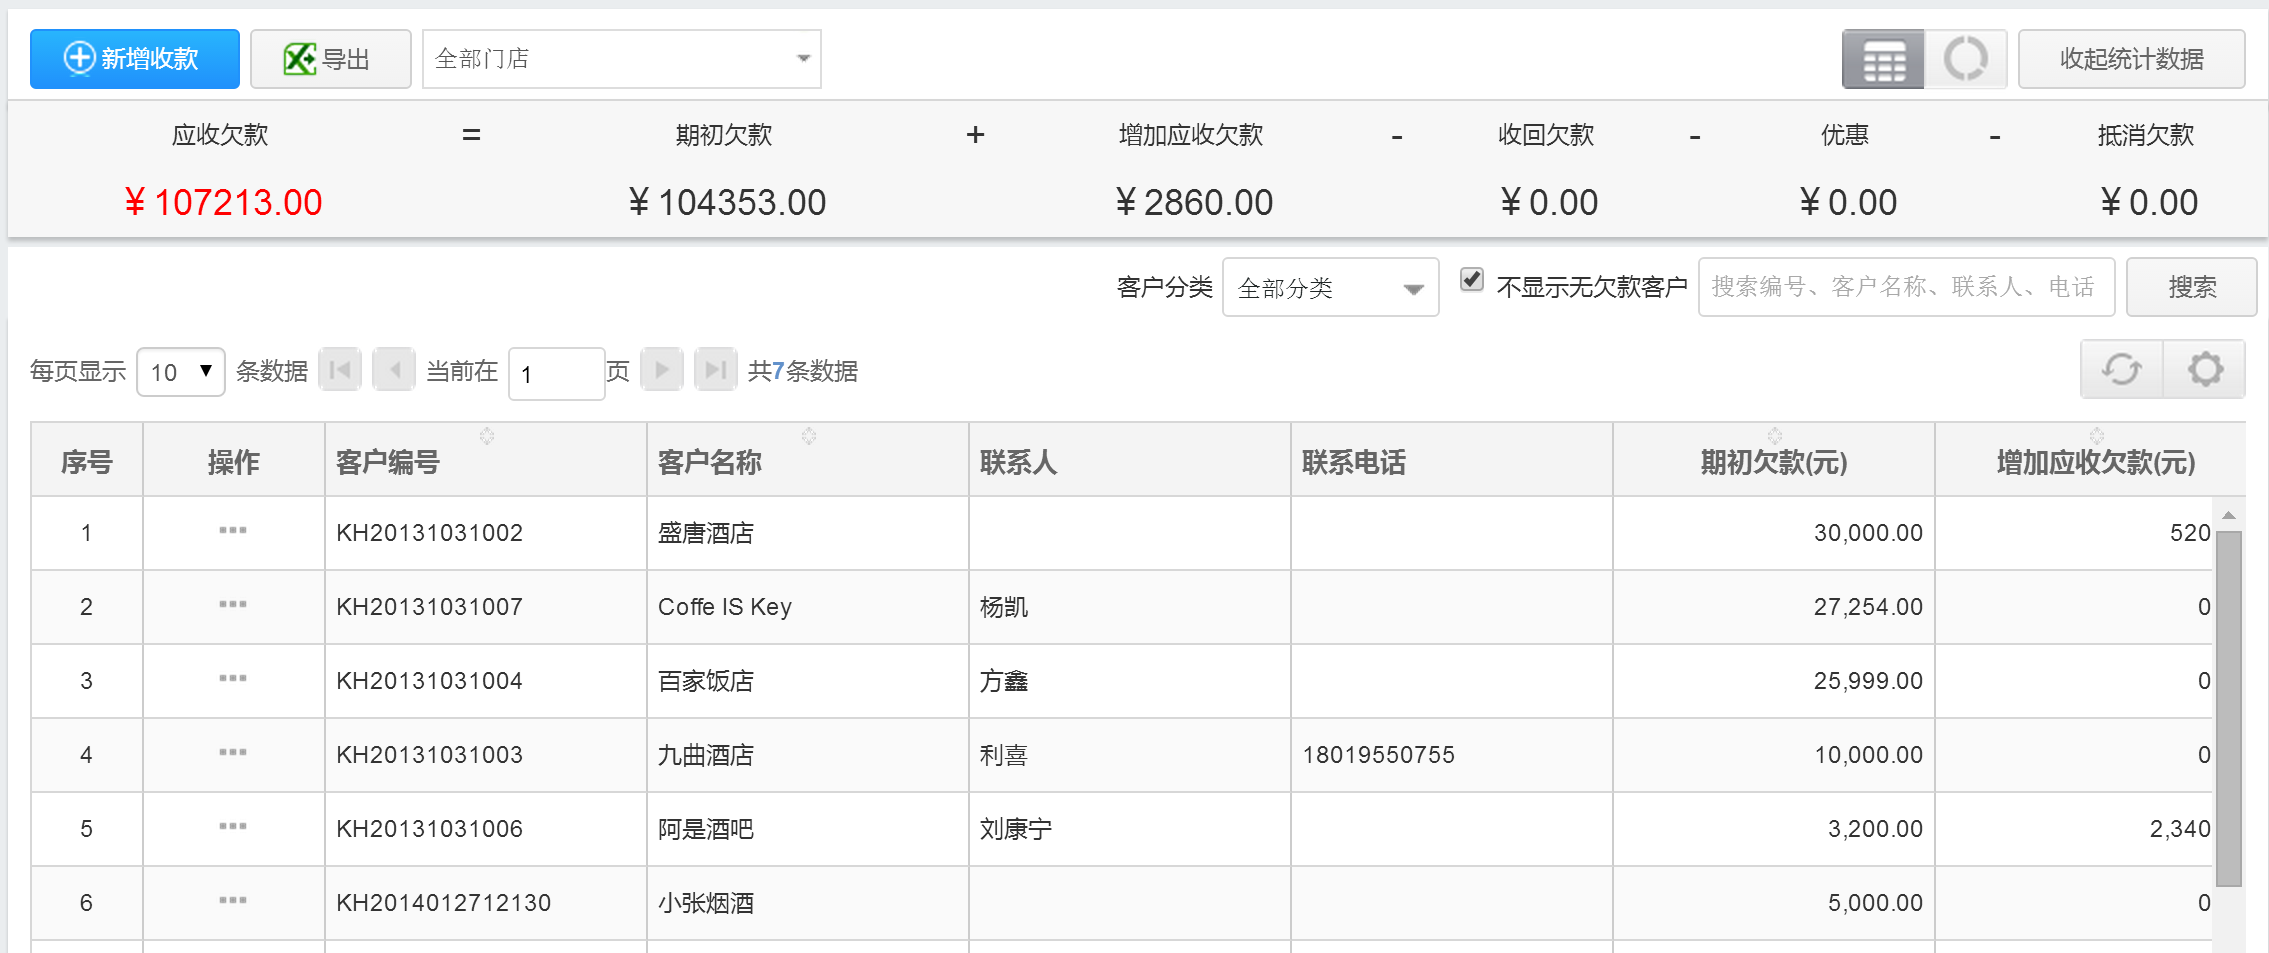 新增收款 导出 全部门店 收起统计数据
应收欠款 = 期初欠款 + 增加应收欠款 - 收回欠款 - 优惠 - 抵消欠款
¥ 107213.00 ¥ 104353.00 ¥ 2860.00 ¥ 0.00 ¥ 0.00 ¥ 0.00
客户分类 全部分类 不显示无欠款客户 搜索编号、客户名称、联系人、电话 搜索
每页显示 10 条数据 当前在 1 页 共7条数据
序号 操作 客户编号 客户名称 联系人 联系电话 期初欠款(元) 增加应收欠款(元)
1 KH20131031002 盛唐酒店 30,000.00 520
2 KH20131031007 Coffe IS Key 杨凯 27,254.00 0
3 KH20131031004 百家饭店 方鑫 25,999.00 0
4 KH20131031003 九曲酒店 利喜 18019550755 10,000.00 0
5 KH20131031006 阿是酒吧 刘康宁 3,200.00 2,340
6 KH2014012712130 小张烟酒 5,000.00 0